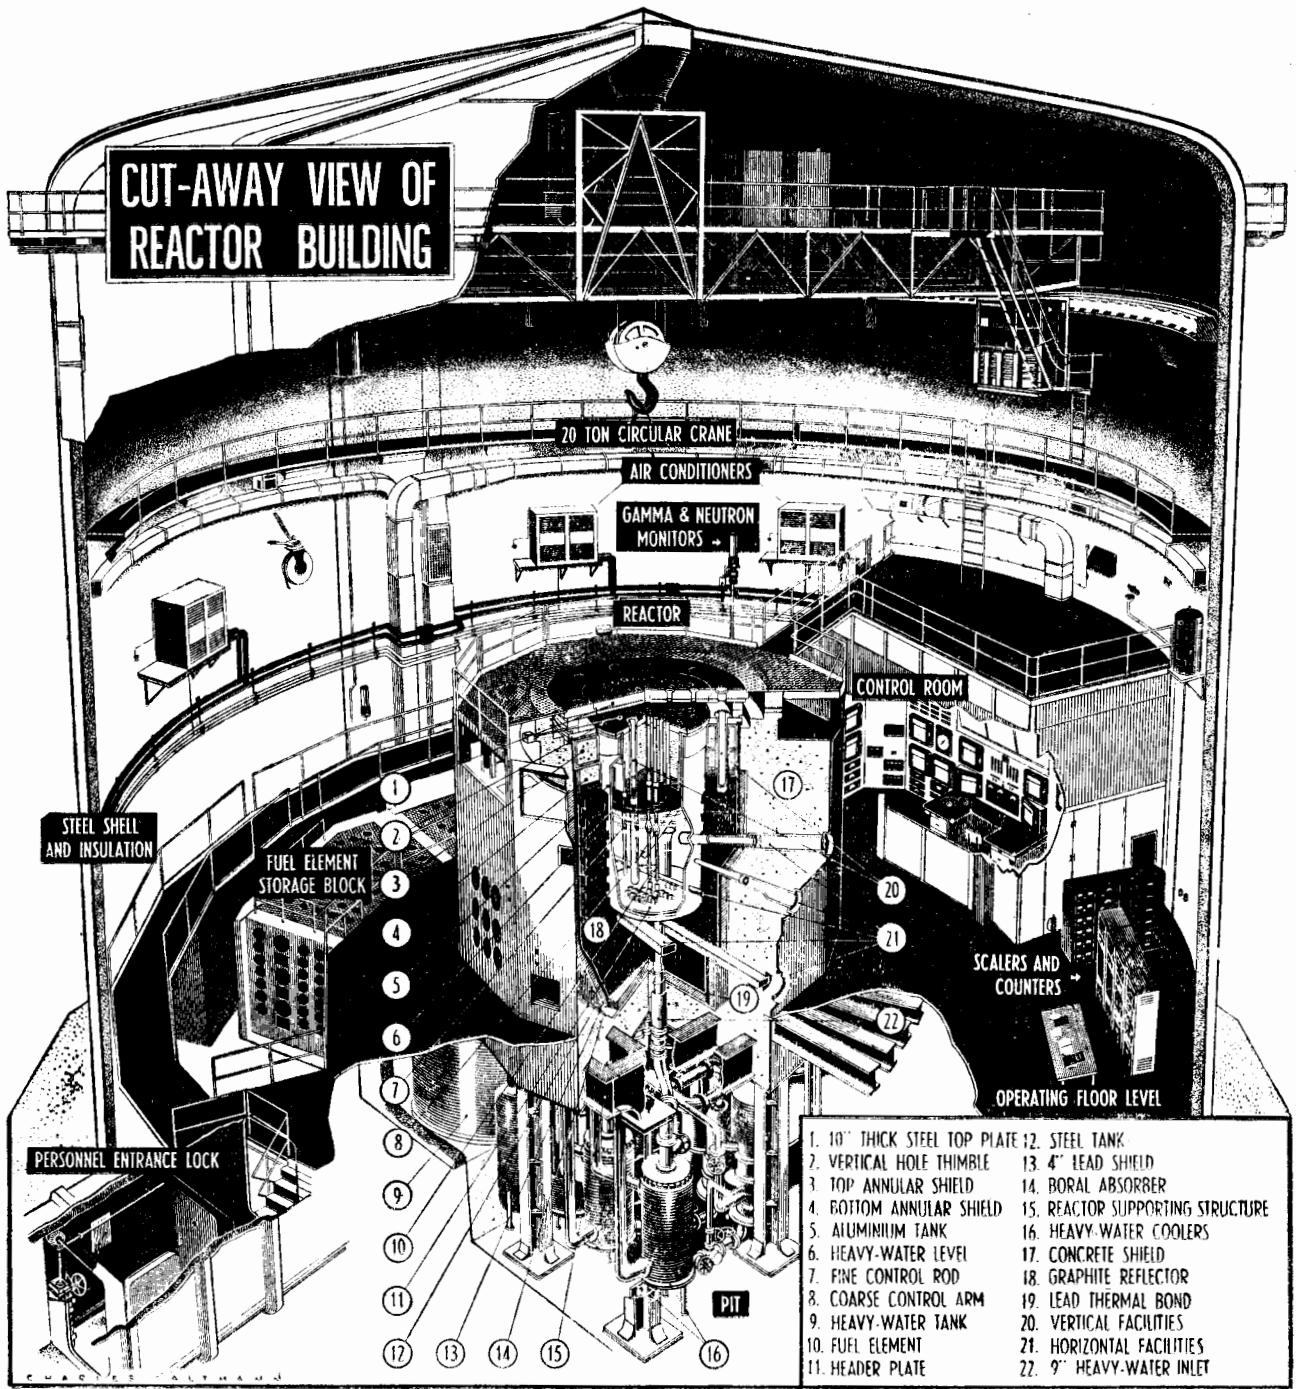 CUT-AWAY VIEW OF
REACTOR BUILDING
20 TON CIRCULAR CRANE
AIR CONDITIONERS
GAMMA & NEUTRON
MONITORS →
REACTOR
CONTROL ROOM
STEEL SHELL
AND INSULATION
FUEL ELEMENT
STORAGE BLOCK
1
2
3
4
5
6
7
8
9
10
11
12
13
14
15
16
17
18
19
20
21
22
SCALERS AND
COUNTERS →
OPERATING FLOOR LEVEL
PERSONNEL ENTRANCE LOCK
PIT
1. 10" THICK STEEL TOP PLATE
2. VERTICAL HOLE THIMBLE
3. TOP ANNULAR SHIELD
4. BOTTOM ANNULAR SHIELD
5. ALUMINIUM TANK
6. HEAVY-WATER LEVEL
7. FINE CONTROL ROD
8. COARSE CONTROL ARM
9. HEAVY-WATER TANK
10. FUEL ELEMENT
11. HEADER PLATE
12. STEEL TANK
13. 4" LEAD SHIELD
14. BORAL ABSORBER
15. REACTOR SUPPORTING STRUCTURE
16. HEAVY-WATER COOLERS
17. CONCRETE SHIELD
18. GRAPHITE REFLECTOR
19. LEAD THERMAL BOND
20. VERTICAL FACILITIES
21. HORIZONTAL FACILITIES
22. 9" HEAVY-WATER INLET
CHARLES ALTMANN